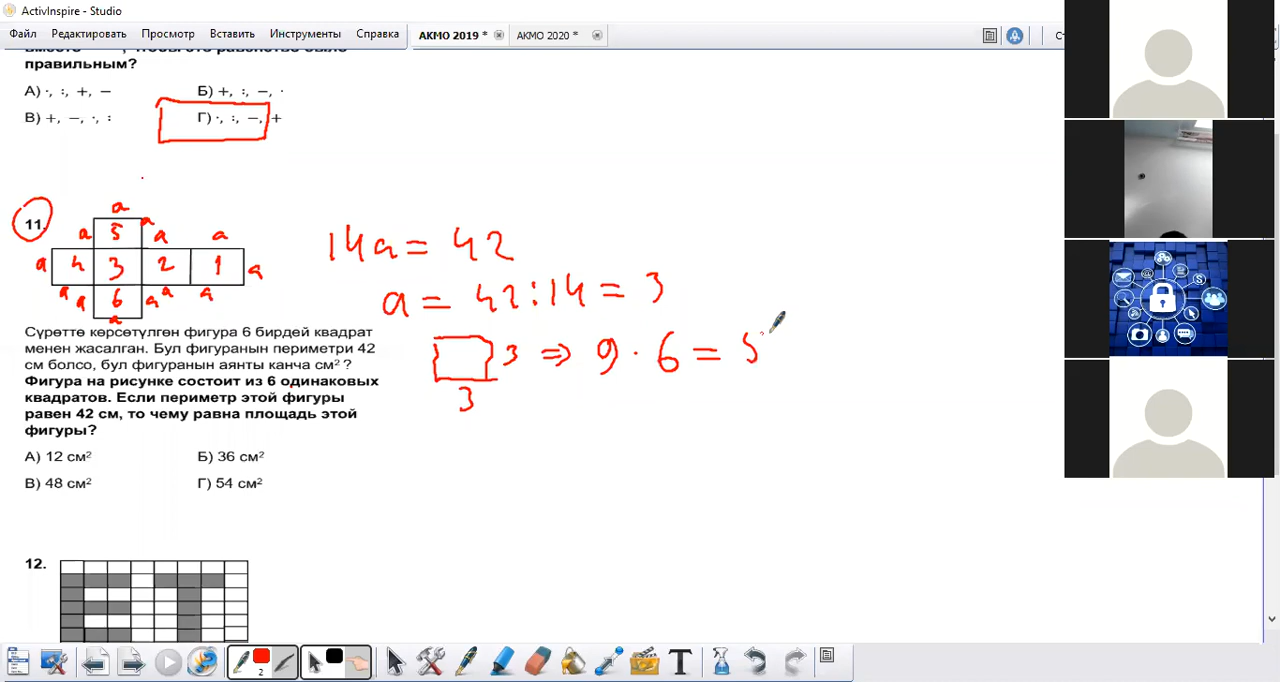 ActivInspire - Studio
Файл Редактировать Просмотр Вставить Инструменты Справка АКМО 2019 * АКМО 2020 *
правильным?
А) ·, :, +, − Б) +, :, −, ·
В) +, −, ·, : Г) ·, :, −, +
a
11. a 5 a a a
a 4 3 2 1 a
a a 6 a a a
a
14a = 42
a = 42:14 = 3
3 ⇒ 9 · 6 = 5
3
Сүрөттө көрсөтүлгөн фигура 6 бирдей квадрат
менен жасалган. Бул фигуранын периметри 42
см болсо, бул фигуранын аянты канча см² ?
Фигура на рисунке состоит из 6 одинаковых
квадратов. Если периметр этой фигуры
равен 42 см, то чему равна площадь этой
фигуры?
А) 12 см² Б) 36 см²
В) 48 см² Г) 54 см²
12.
2